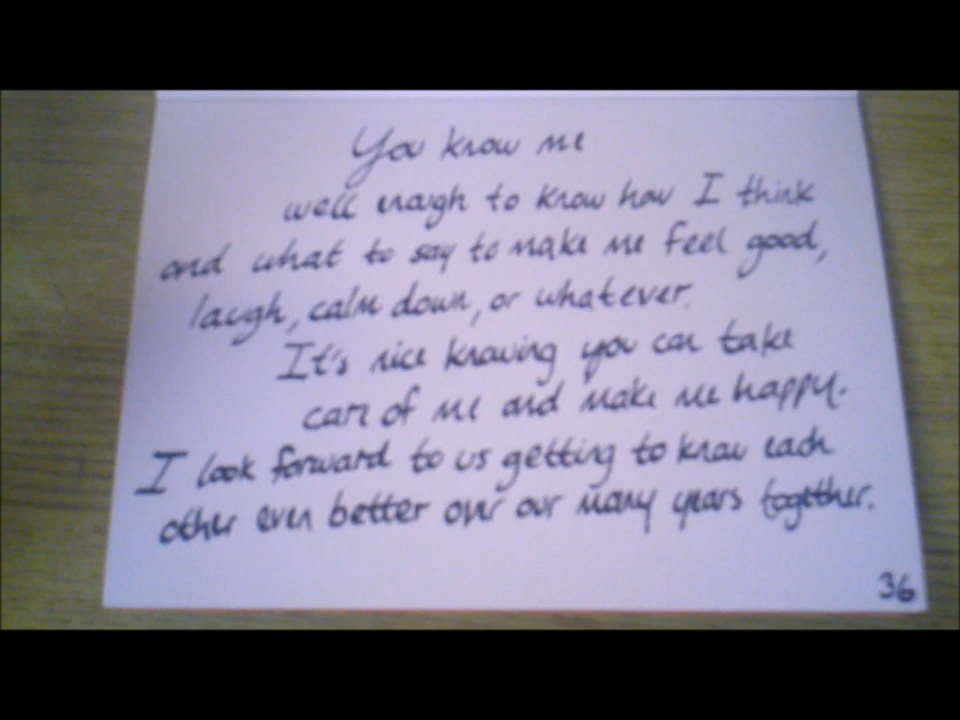 You know me
well enough to know how I think
and what to say to make me feel good,
laugh, calm down, or whatever.
It's nice knowing you can take
care of me and make me happy.
I look forward to us getting to know each
other even better over our many years together.
36